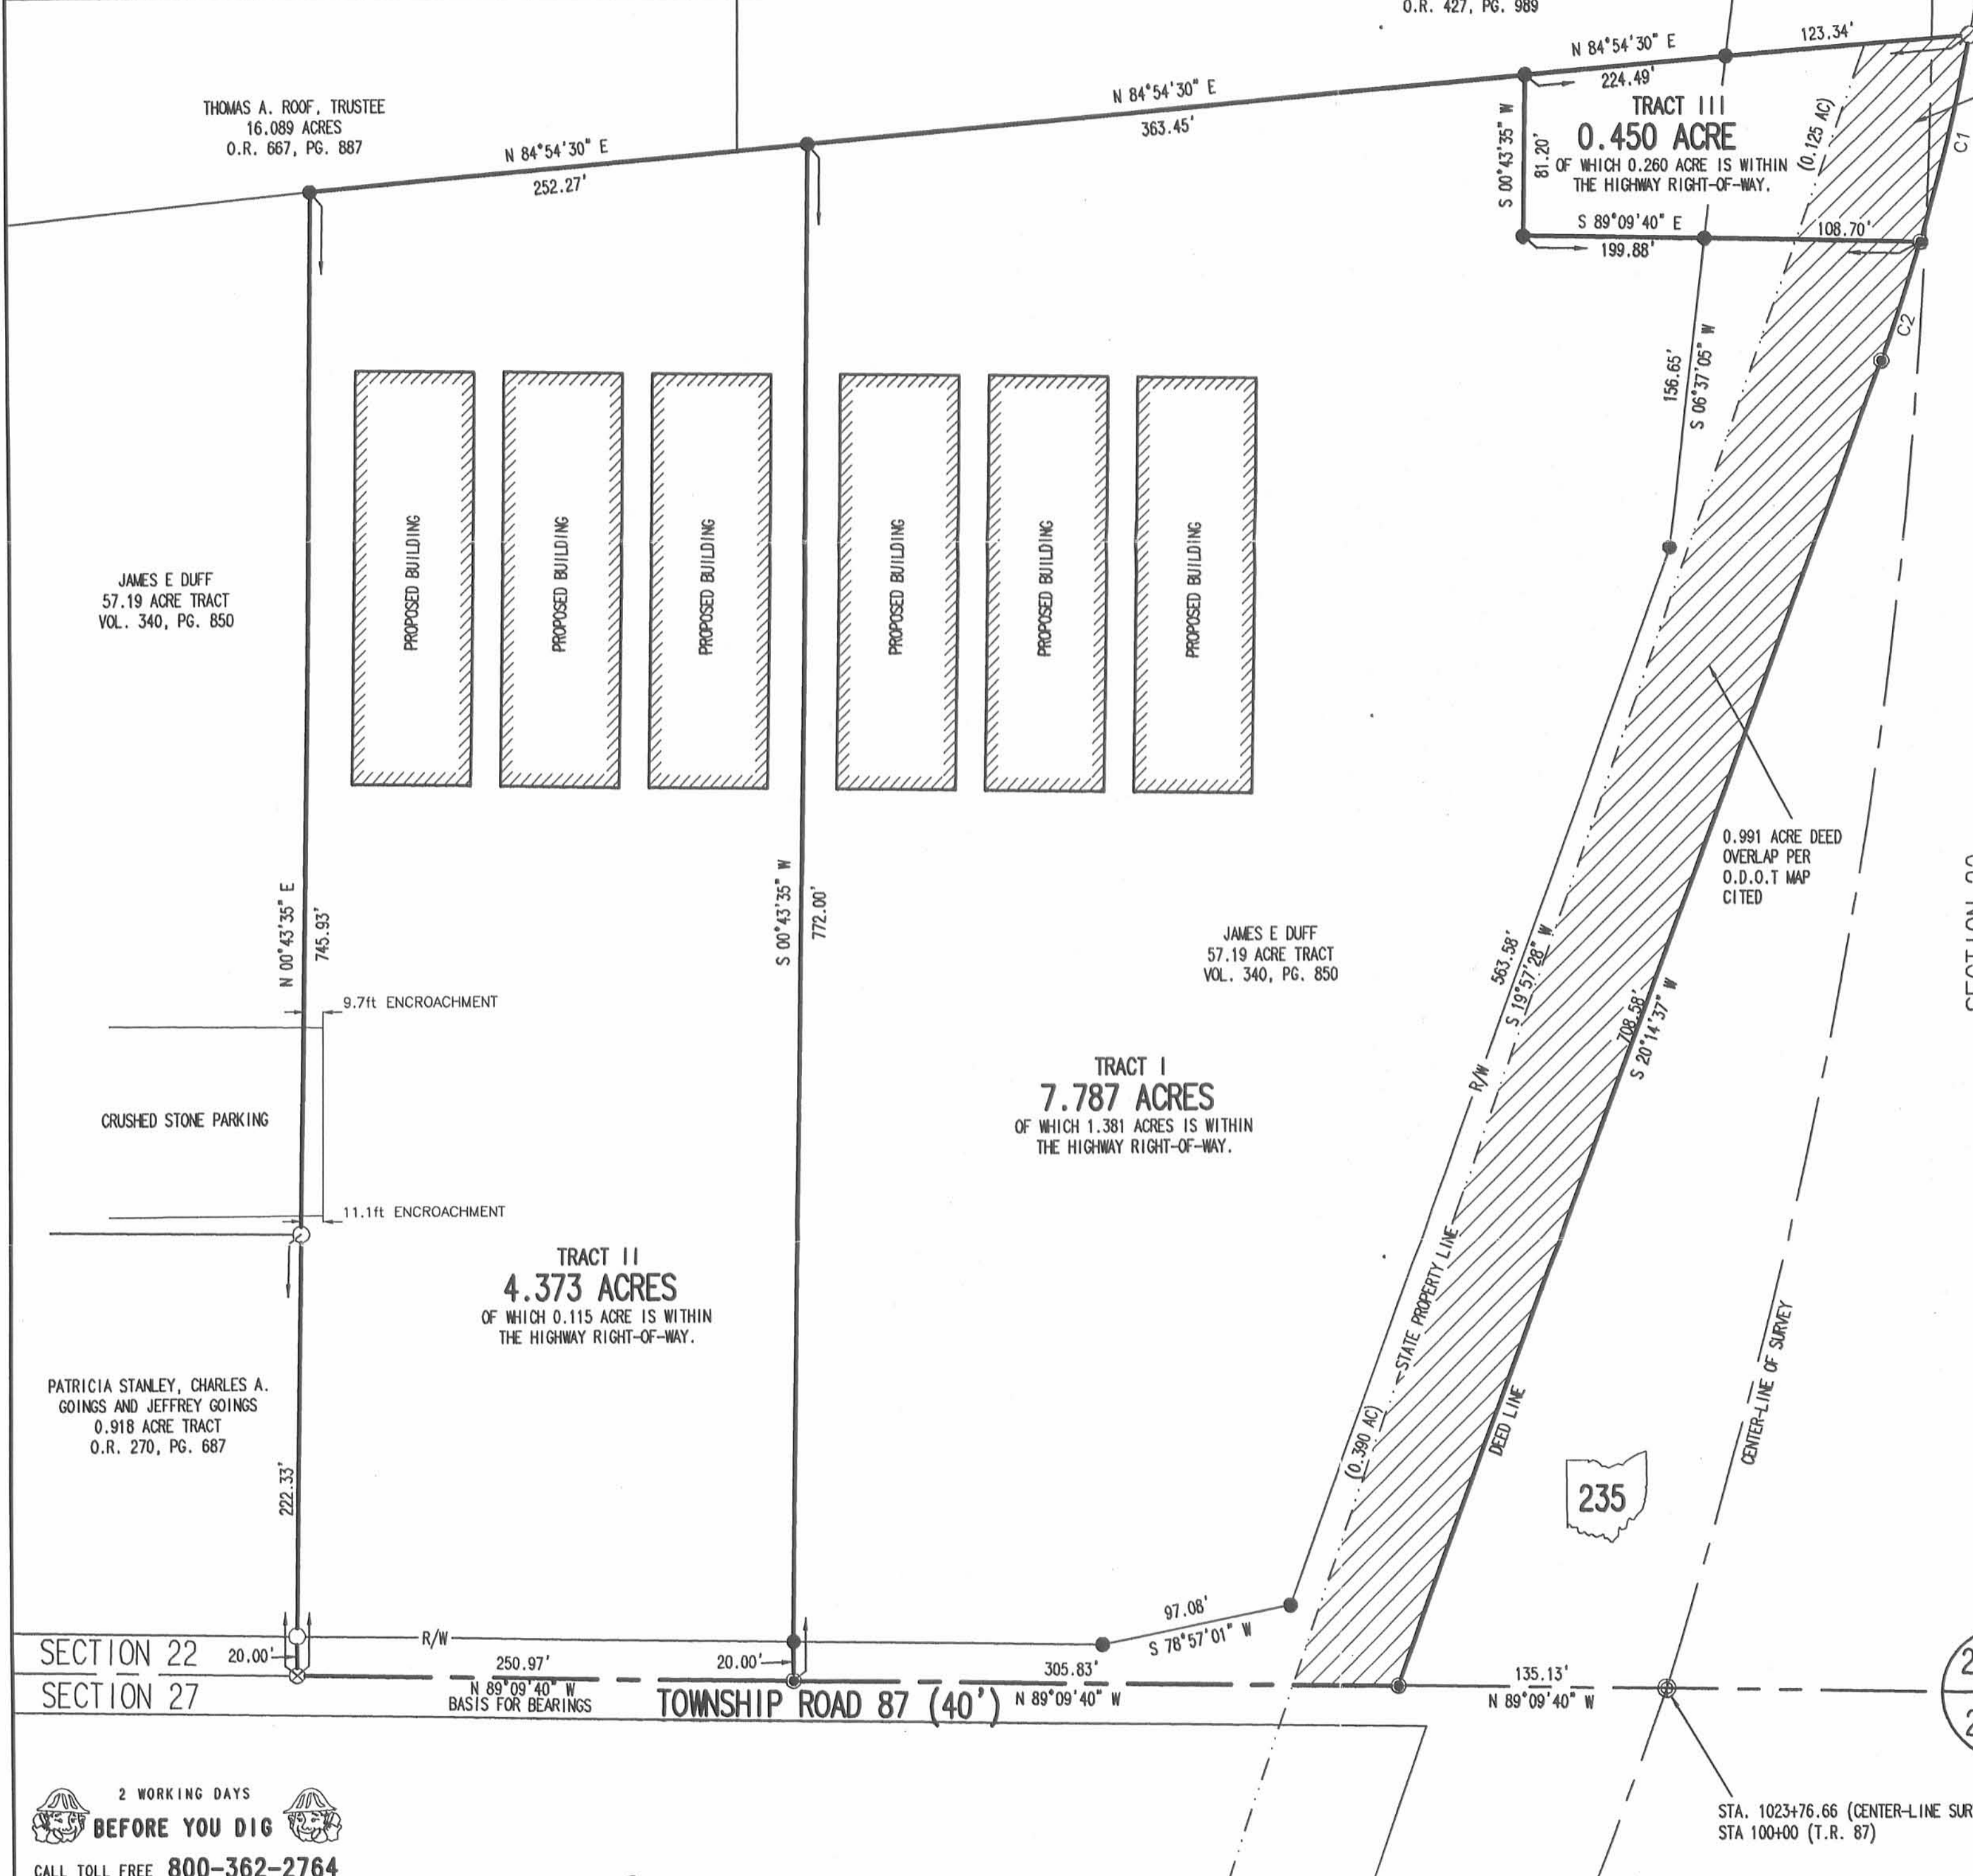 O.R. 427, PG. 989
THOMAS A. ROOF, TRUSTEE
16.089 ACRES
O.R. 667, PG. 887
N 84°54'30" E
252.27'
N 84°54'30" E
363.45'
N 84°54'30" E
224.49'
123.34'
TRACT III
0.450 ACRE
OF WHICH 0.260 ACRE IS WITHIN
THE HIGHWAY RIGHT-OF-WAY.
S 00°43'35" W
81.20'
(0.125 AC)
C1
S 89°09'40" E
199.88'
108.70'
C2
156.65'
S 06°37'05" W
PROPOSED BUILDING
PROPOSED BUILDING
PROPOSED BUILDING
PROPOSED BUILDING
PROPOSED BUILDING
PROPOSED BUILDING
JAMES E DUFF
57.19 ACRE TRACT
VOL. 340, PG. 850
0.991 ACRE DEED
OVERLAP PER
O.D.O.T MAP
CITED
N 00°43'35" E
745.93'
S 00°43'35" W
772.00'
JAMES E DUFF
57.19 ACRE TRACT
VOL. 340, PG. 850
563.58'
S 19°57'28" W
708.58'
S 20°14'37" W
9.7ft ENCROACHMENT
CRUSHED STONE PARKING
11.1ft ENCROACHMENT
TRACT I
7.787 ACRES
OF WHICH 1.381 ACRES IS WITHIN
THE HIGHWAY RIGHT-OF-WAY.
R/W
TRACT II
4.373 ACRES
OF WHICH 0.115 ACRE IS WITHIN
THE HIGHWAY RIGHT-OF-WAY.
STATE PROPERTY LINE
(0.390 AC)
DEED LINE
CENTER-LINE OF SURVEY
PATRICIA STANLEY, CHARLES A.
GOINGS AND JEFFREY GOINGS
0.918 ACRE TRACT
O.R. 270, PG. 687
222.33'
235
97.08'
S 78°57'01" W
SECTION 22
20.00'
R/W
SECTION 27
250.97'
N 89°09'40" W
BASIS FOR BEARINGS
20.00'
TOWNSHIP ROAD 87 (40')
305.83'
N 89°09'40" W
135.13'
N 89°09'40" W
2
2
2 WORKING DAYS
BEFORE YOU DIG
CALL TOLL FREE 800-362-2764
STA. 1023+76.66 (CENTER-LINE SUR
STA 100+00 (T.R. 87)